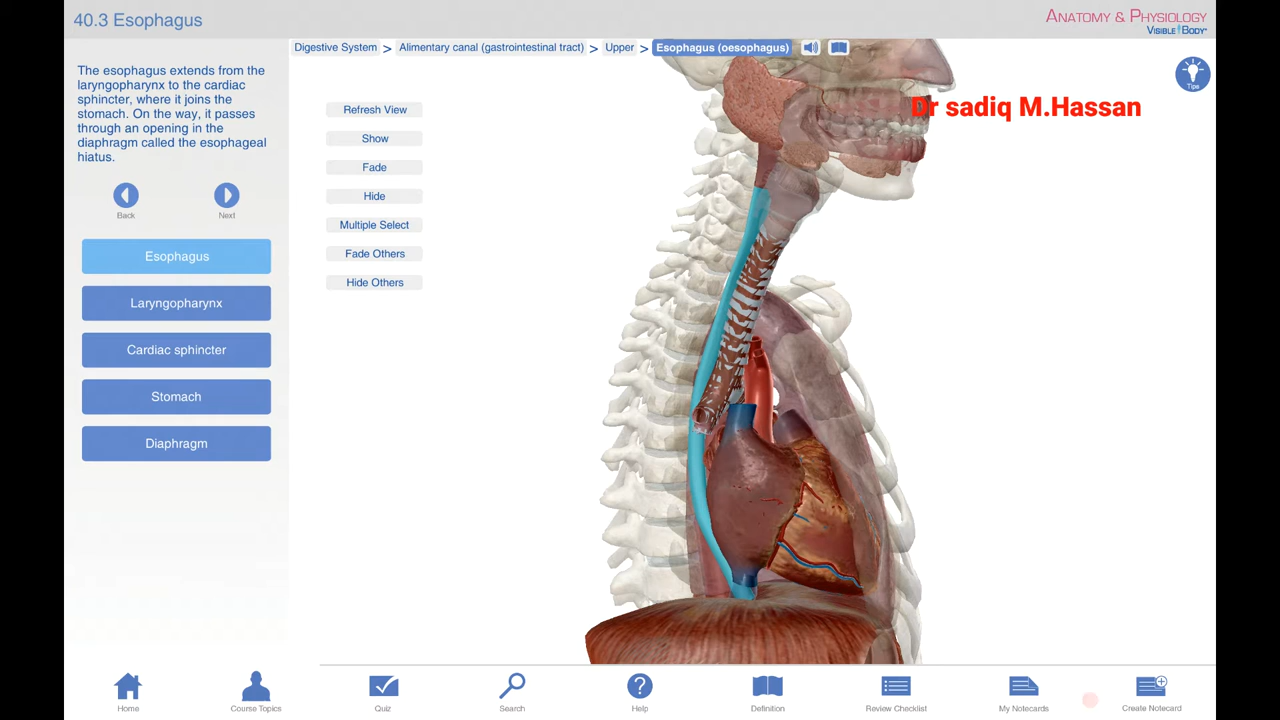 40.3 Esophagus
ANATOMY & PHYSIOLOGY
VISIBLE BODY®
Digestive System > Alimentary canal (gastrointestinal tract) > Upper > Esophagus (oesophagus)
The esophagus extends from the
laryngopharynx to the cardiac
sphincter, where it joins the
stomach. On the way, it passes
through an opening in the
diaphragm called the esophageal
hiatus.
Back
Next
Esophagus
Laryngopharynx
Cardiac sphincter
Stomach
Diaphragm
Refresh View
Show
Fade
Hide
Multiple Select
Fade Others
Hide Others
Tips
Dr sadiq M.Hassan
Home
Course Topics
Quiz
Search
Help
Definition
Review Checklist
My Notecards
Create Notecard